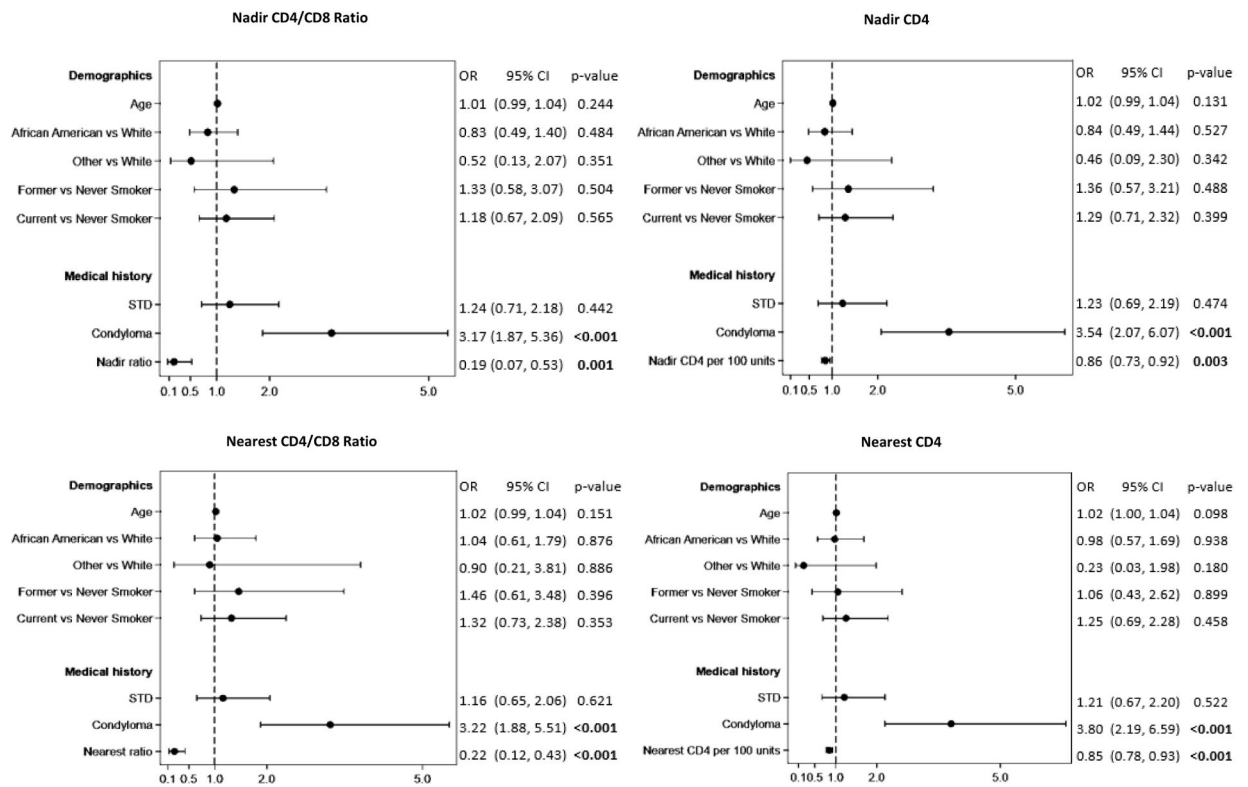 Nadir CD4/CD8 Ratio
Demographics OR 95% CI p-value
Age 1.01 (0.99, 1.04) 0.244
African American vs White 0.83 (0.49, 1.40) 0.484
Other vs White 0.52 (0.13, 2.07) 0.351
Former vs Never Smoker 1.33 (0.58, 3.07) 0.504
Current vs Never Smoker 1.18 (0.67, 2.09) 0.565
Medical history
STD 1.24 (0.71, 2.18) 0.442
Condyloma 3.17 (1.87, 5.36) <0.001
Nadir ratio 0.19 (0.07, 0.53) 0.001
0.1 0.5 1.0 2.0 5.0
Nadir CD4
Demographics OR 95% CI p-value
Age 1.02 (0.99, 1.04) 0.131
African American vs White 0.84 (0.49, 1.44) 0.527
Other vs White 0.46 (0.09, 2.30) 0.342
Former vs Never Smoker 1.36 (0.57, 3.21) 0.488
Current vs Never Smoker 1.29 (0.71, 2.32) 0.399
Medical history
STD 1.23 (0.69, 2.19) 0.474
Condyloma 3.54 (2.07, 6.07) <0.001
Nadir CD4 per 100 units 0.86 (0.73, 0.92) 0.003
0.1 0.5 1.0 2.0 5.0
Nearest CD4/CD8 Ratio
Demographics OR 95% CI p-value
Age 1.02 (0.99, 1.04) 0.151
African American vs White 1.04 (0.61, 1.79) 0.876
Other vs White 0.90 (0.21, 3.81) 0.886
Former vs Never Smoker 1.46 (0.61, 3.48) 0.396
Current vs Never Smoker 1.32 (0.73, 2.38) 0.353
Medical history
STD 1.16 (0.65, 2.06) 0.621
Condyloma 3.22 (1.88, 5.51) <0.001
Nearest ratio 0.22 (0.12, 0.43) <0.001
0.1 0.5 1.0 2.0 5.0
Nearest CD4
Demographics OR 95% CI p-value
Age 1.02 (1.00, 1.04) 0.098
African American vs White 0.98 (0.57, 1.69) 0.938
Other vs White 0.23 (0.03, 1.98) 0.180
Former vs Never Smoker 1.06 (0.43, 2.62) 0.899
Current vs Never Smoker 1.25 (0.69, 2.28) 0.458
Medical history
STD 1.21 (0.67, 2.20) 0.522
Condyloma 3.80 (2.19, 6.59) <0.001
Nearest CD4 per 100 units 0.85 (0.78, 0.93) <0.001
0.1 0.5 1.0 2.0 5.0